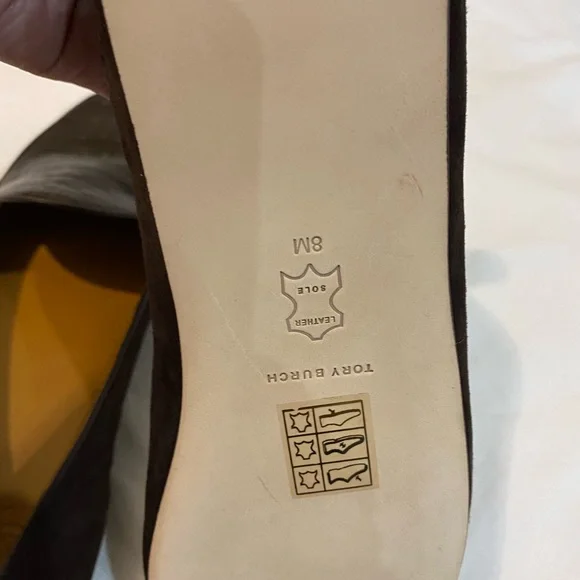 8M
LEATHER
SOLE
TORY BURCH